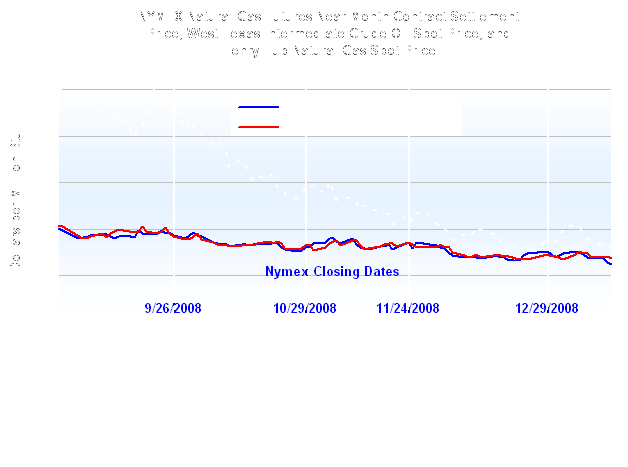 NYMEX Natural Gas Futures Near Month Contract Settlement
Price, West Texas Intermediate Crude Oil Spot Price, and
Henry Hub Natural Gas Spot Price
Nymex Closing Dates
9/26/2008 10/29/2008 11/24/2008 12/29/2008